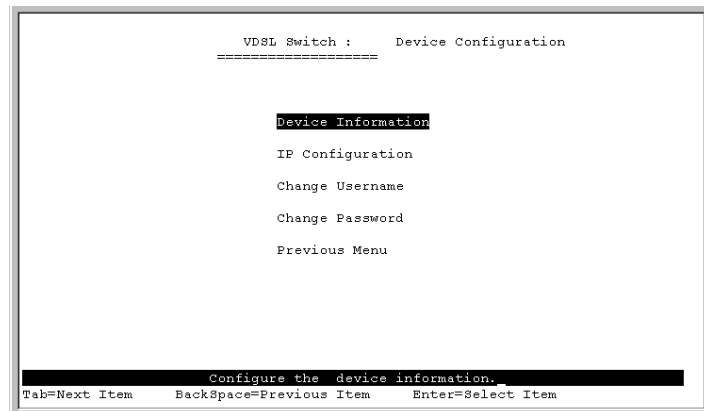 VDSL Switch : Device Configuration
===================
Device Information
IP Configuration
Change Username
Change Password
Previous Menu
Configure the device information._
Tab=Next Item BackSpace=Previous Item Enter=Select Item